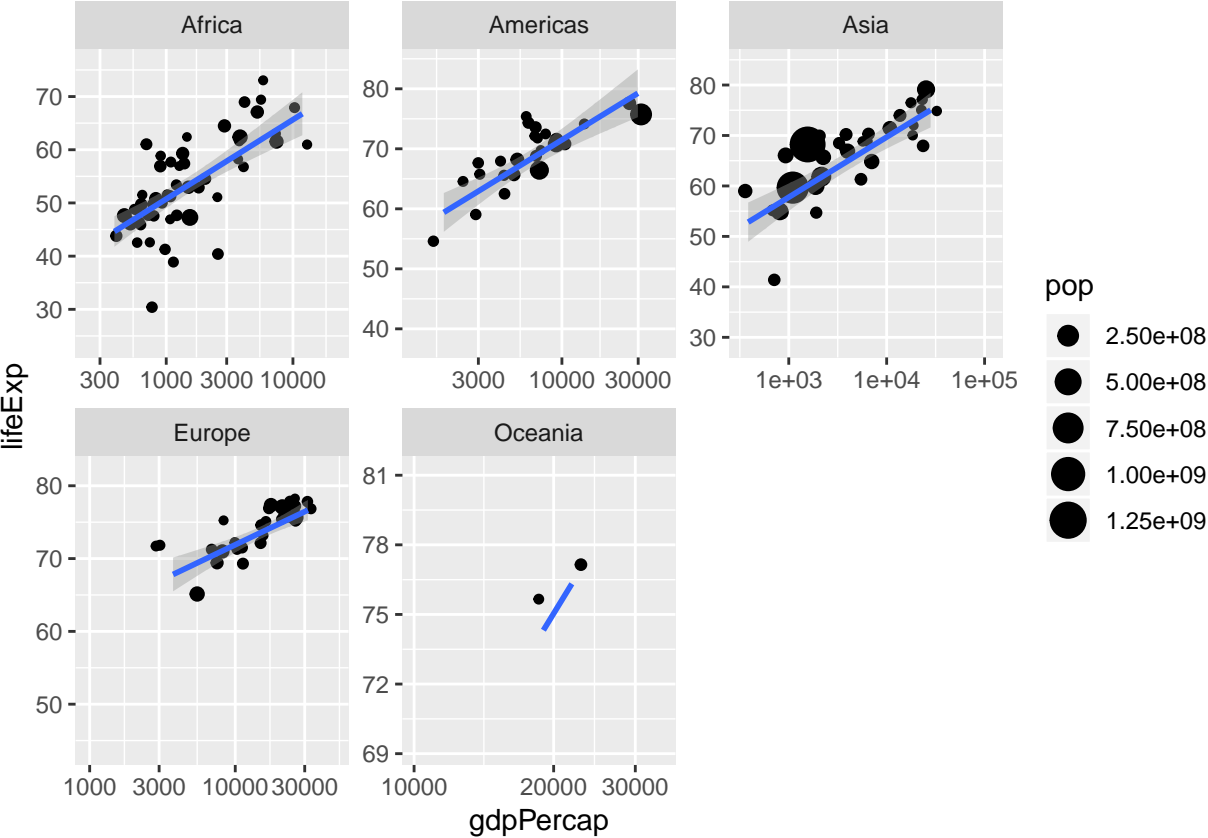 Africa
Americas
Asia
70
60
50
40
30
80
70
60
50
40
80
70
60
50
40
30
300 1000 3000 10000
3000 10000 30000
1e+03 1e+04 1e+05
Europe
Oceania
80
70
60
50
81
78
75
72
69
1000 3000 10000 30000
10000 20000 30000
gdpPercap
lifeExp
pop
2.50e+08
5.00e+08
7.50e+08
1.00e+09
1.25e+09